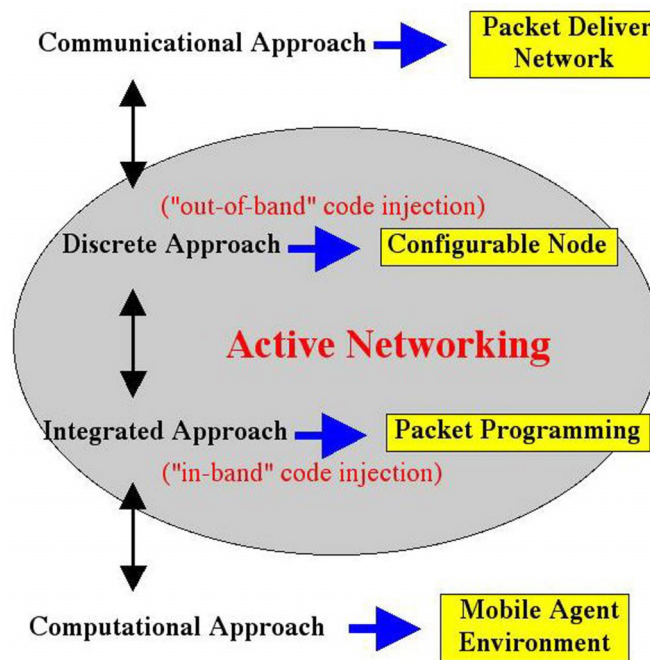 Communicational Approach
Packet Deliver
Network
("out-of-band" code injection)
Discrete Approach
Configurable Node
Active Networking
Integrated Approach
Packet Programming
("in-band" code injection)
Computational Approach
Mobile Agent
Environment